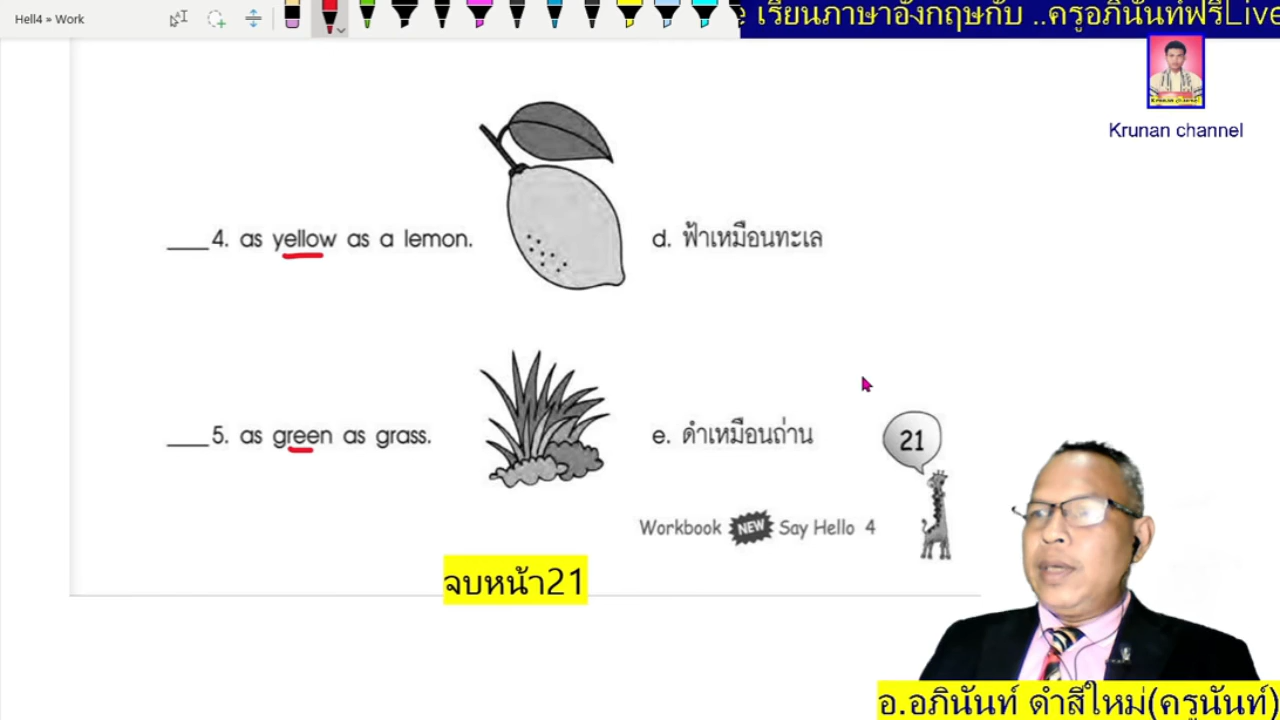 Hell4 » Work
เรียนภาษาอังกฤษกับ ..ครูอภินันท์ฟรีLive
Krunan channel
___4. as yellow as a lemon.
d. ฟ้าเหมือนทะเล
___5. as green as grass.
e. ดำเหมือนถ่าน
21
Workbook NEW Say Hello 4
จบหน้า21
อ.อภินันท์ ดำสีใหม่(ครูนันท์)